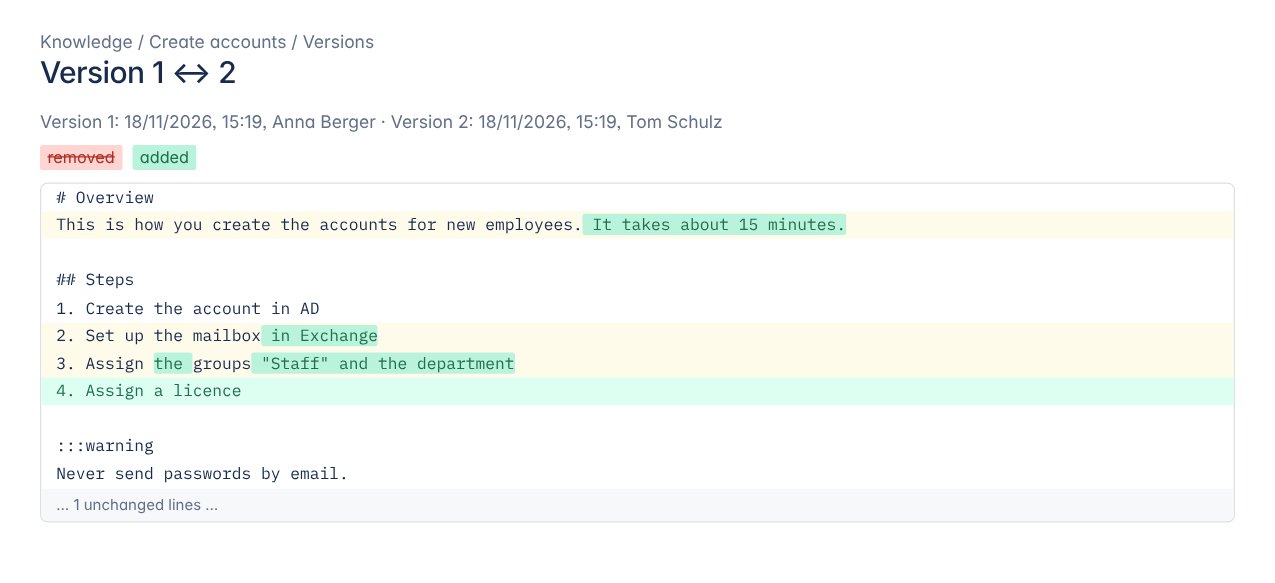 Knowledge / Create accounts / Versions
Version 1 ↔ 2
Version 1: 18/11/2026, 15:19, Anna Berger · Version 2: 18/11/2026, 15:19, Tom Schulz
removed added
# Overview
This is how you create the accounts for new employees. It takes about 15 minutes.
## Steps
1. Create the account in AD
2. Set up the mailbox in Exchange
3. Assign the groups "Staff" and the department
4. Assign a licence
:::warning
Never send passwords by email.
... 1 unchanged lines ...